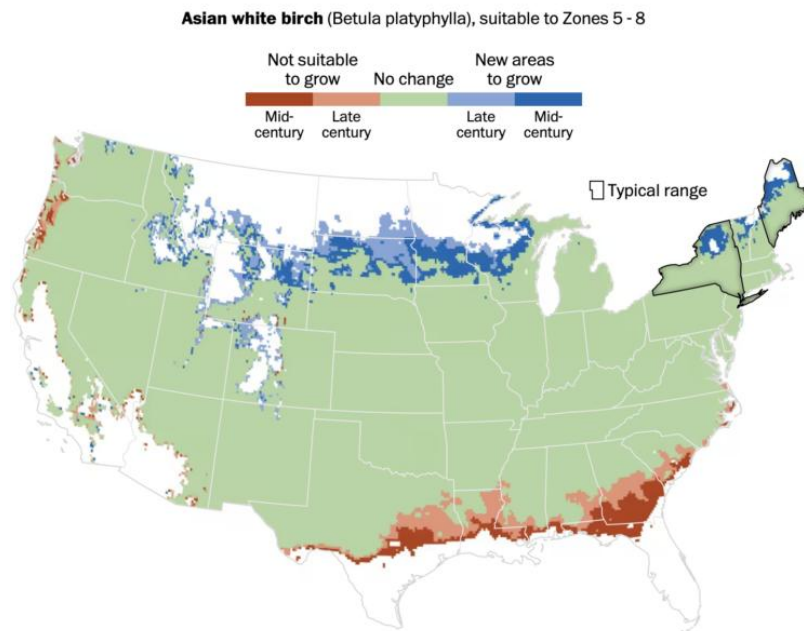 Asian white birch (Betula platyphylla), suitable to Zones 5 - 8
Not suitable
to grow
No change
New areas
to grow
Mid-
century
Late
century
Late
century
Mid-
century
Typical range